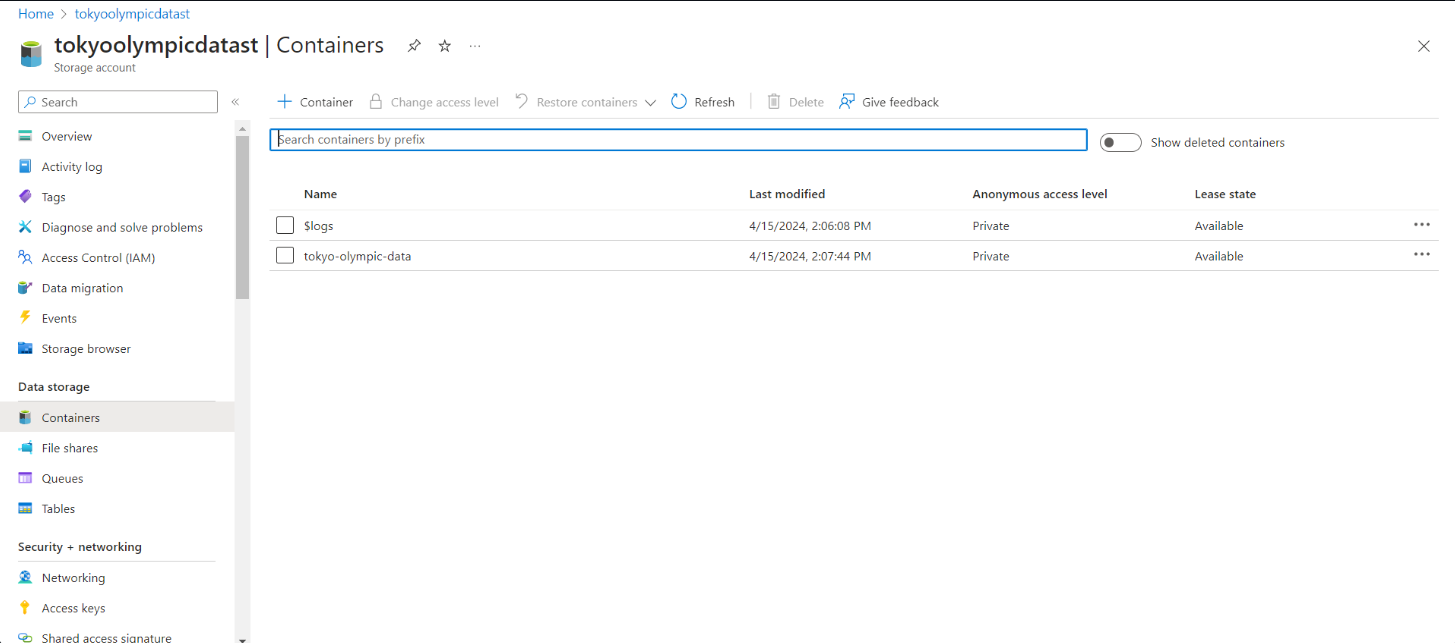 Home > tokyoolympicdatast
tokyoolympicdatast | Containers
Storage account
Search
Overview
Activity log
Tags
Diagnose and solve problems
Access Control (IAM)
Data migration
Events
Storage browser
Data storage
Containers
File shares
Queues
Tables
Security + networking
Networking
Access keys
Shared access signature
Container Change access level Restore containers Refresh Delete Give feedback
Search containers by prefix Show deleted containers
Name Last modified Anonymous access level Lease state
$logs 4/15/2024, 2:06:08 PM Private Available
tokyo-olympic-data 4/15/2024, 2:07:44 PM Private Available